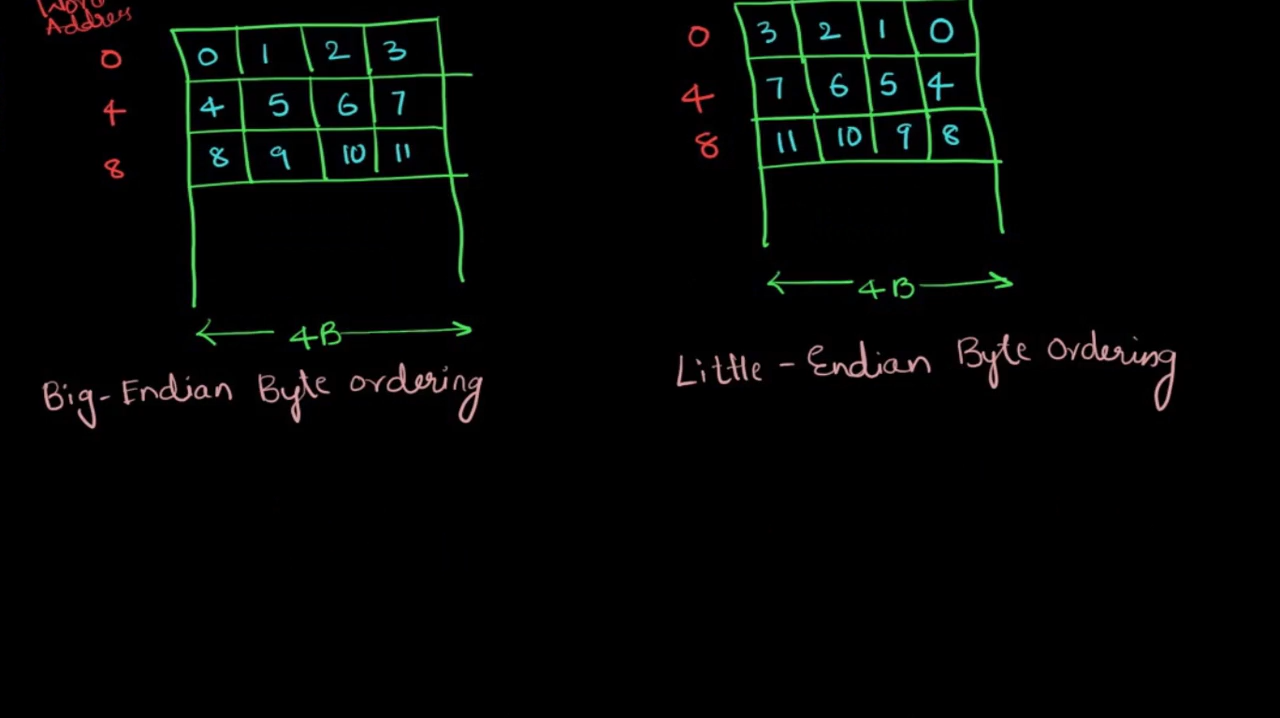 Word
Address
0
0 1 2 3
4
4 5 6 7
8
8 9 10 11
4B
Big-Endian Byte ordering
0
3 2 1 0
4
7 6 5 4
8
11 10 9 8
4B
Little-Endian Byte Ordering